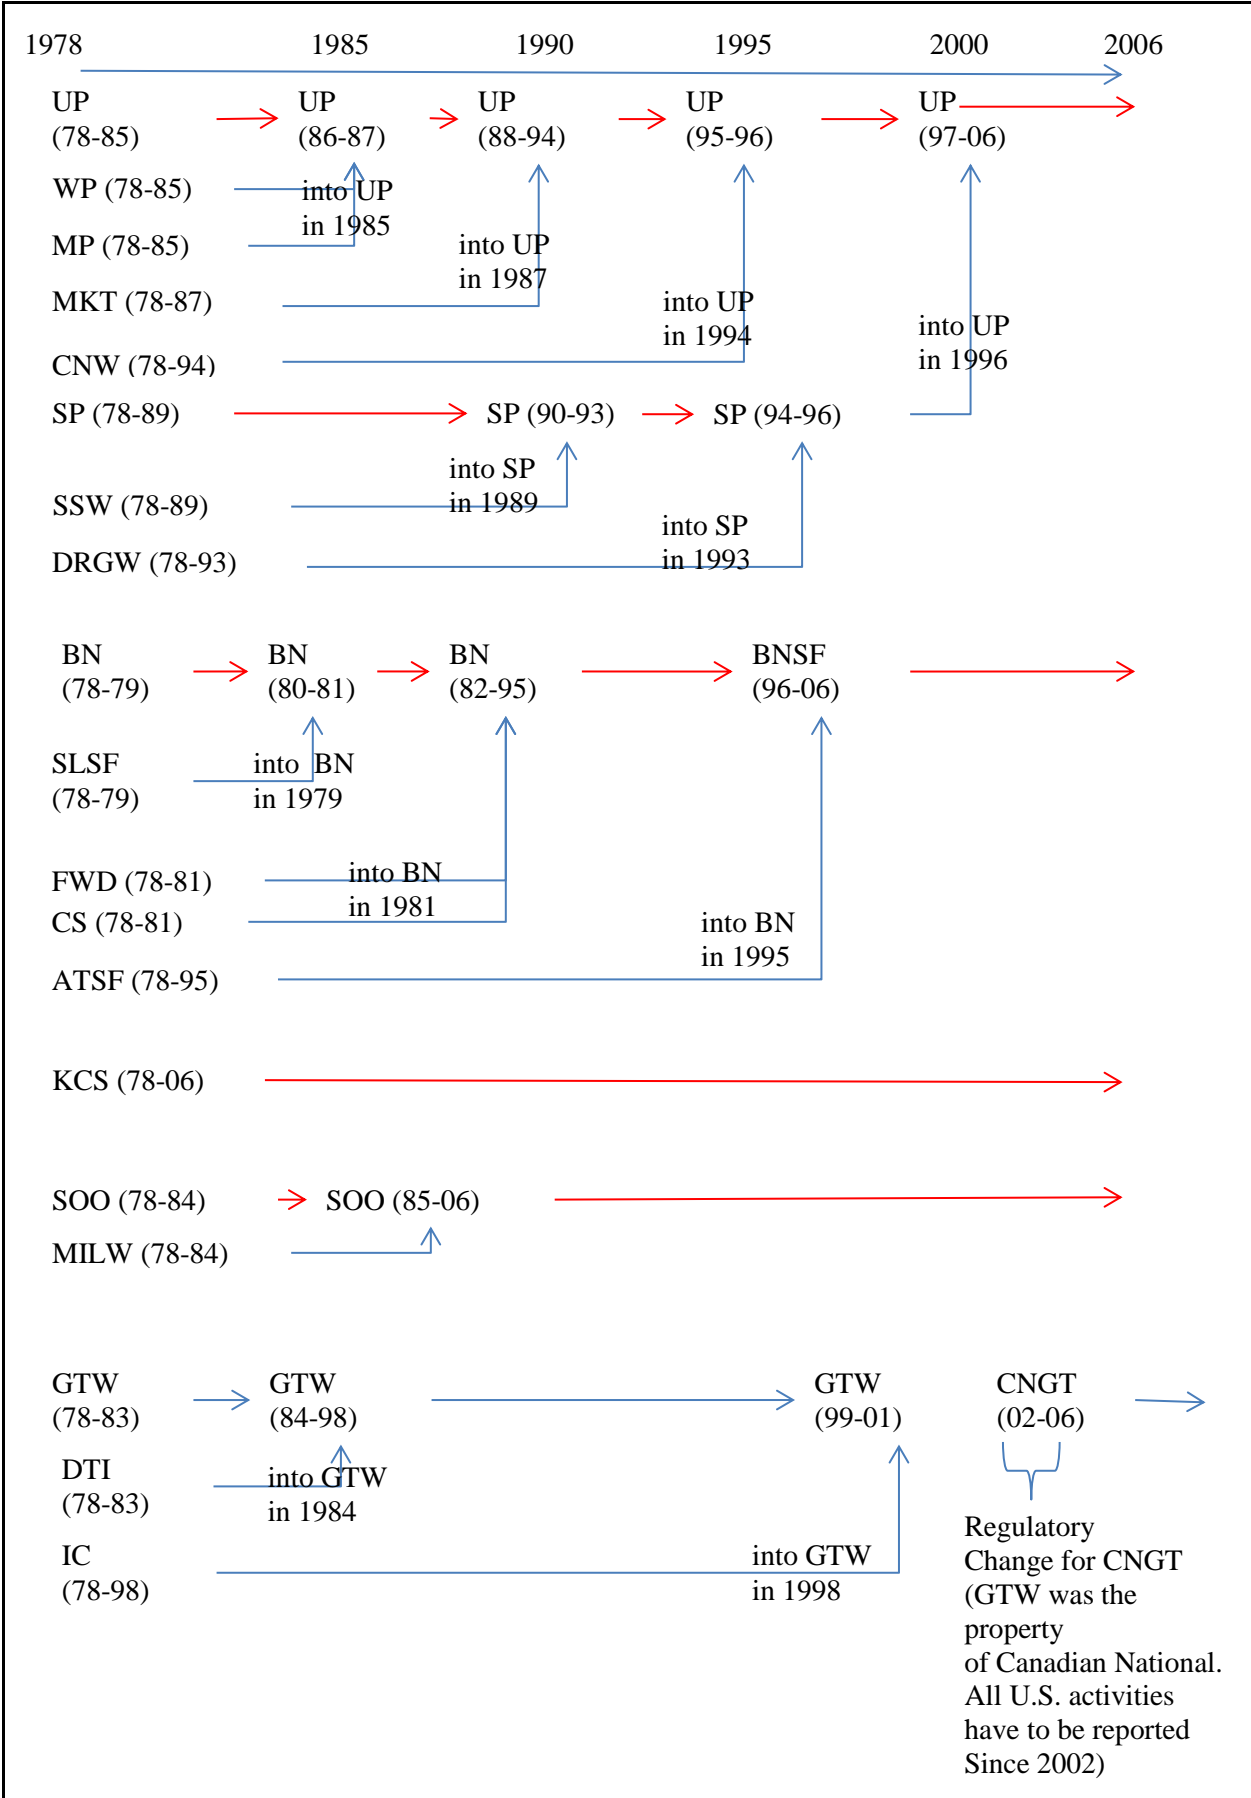 1978 1985 1990 1995 2000 2006
UP UP UP UP UP
(78-85) (86-87) (88-94) (95-96) (97-06)
WP (78-85)
into UP
in 1985
MP (78-85)
into UP
in 1987
MKT (78-87)
into UP
in 1994
into UP
in 1996
CNW (78-94)
SP (78-89) SP (90-93) SP (94-96)
into SP
in 1989
SSW (78-89)
into SP
in 1993
DRGW (78-93)
BN BN BN BNSF
(78-79) (80-81) (82-95) (96-06)
SLSF into  BN
(78-79) in 1979
FWD (78-81)
into BN
in 1981
CS (78-81)
into BN
in 1995
ATSF (78-95)
KCS (78-06)
SOO (78-84) SOO (85-06)
MILW (78-84)
GTW GTW GTW CNGT
(78-83) (84-98) (99-01) (02-06)
DTI into GTW
(78-83) in 1984
IC into GTW
(78-98) in 1998
Regulatory
Change for CNGT
(GTW was the
property
of Canadian National.
All U.S. activities
have to be reported
Since 2002)